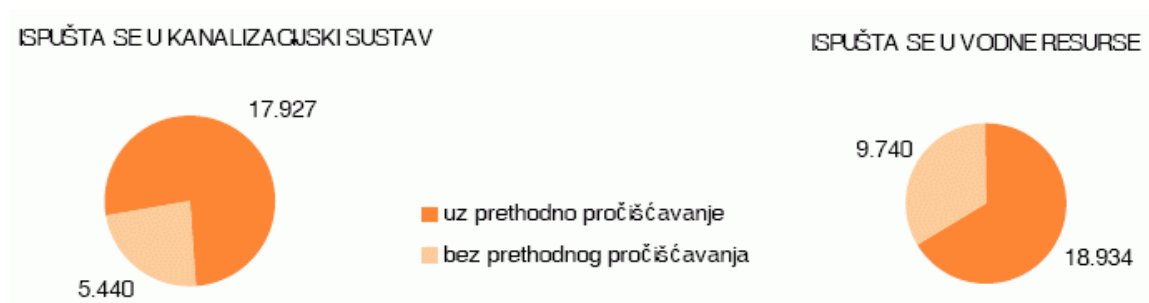 ISPUŠTA SE U KANALIZACIJSKI SUSTAV
ISPUŠTA SE U VODNE RESURSE
17.927
5.440
uz prethodno pročišćavanje
bez prethodnog pročišćavanja
9.740
18.934